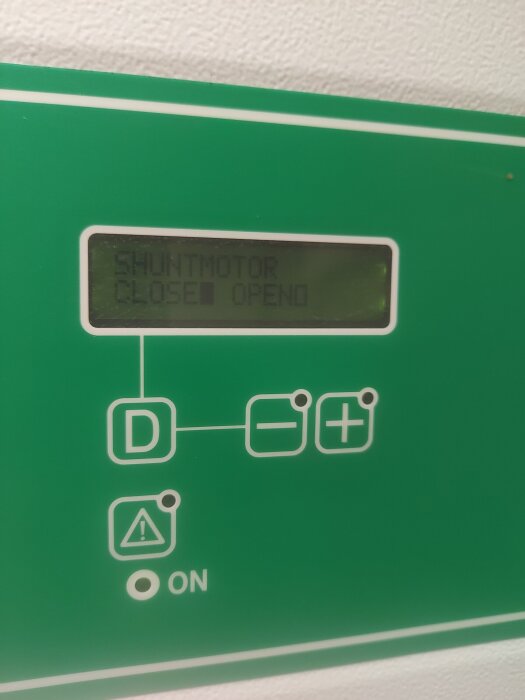 SHUNTMOTOR
CLOSE■ OPEN□
D
− +
ON